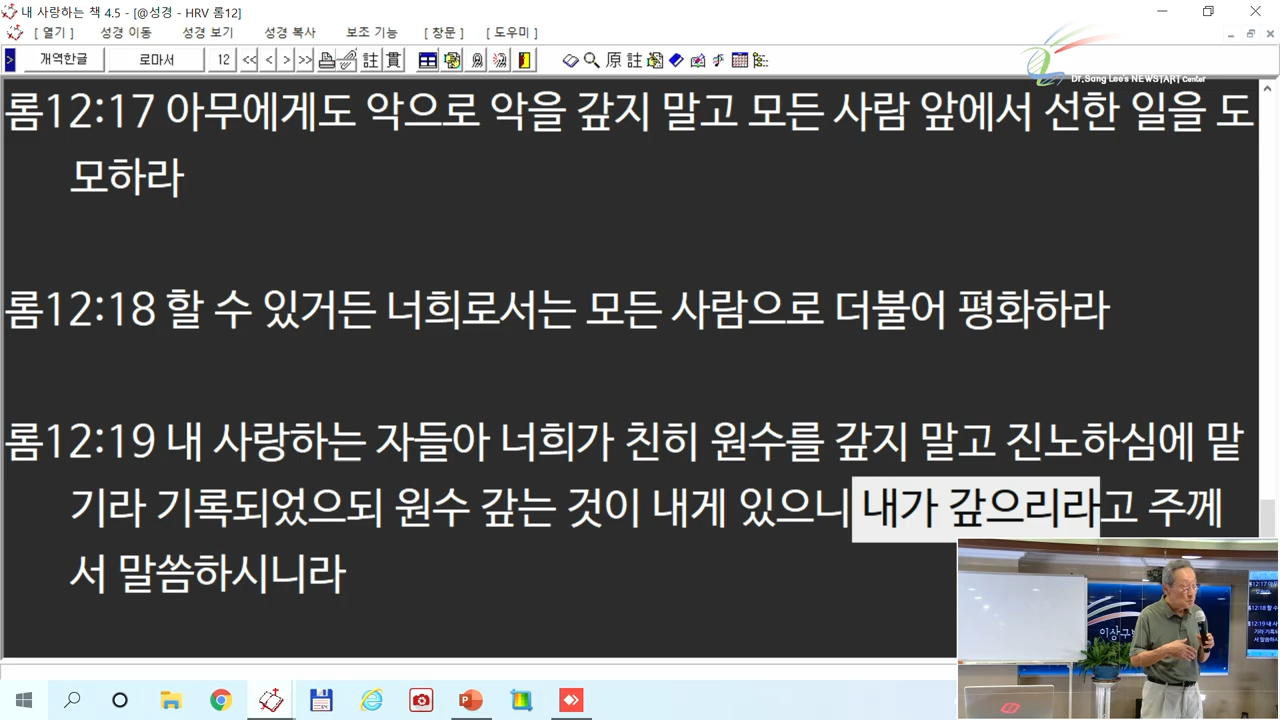 내 사랑하는 책 4.5 - [@성경 - HRV 롬12]
[ 열기 ] 성경 이동 성경 보기 성경 복사 보조 기능 [ 창문 ] [ 도우미 ]
> 개역한글 로마서 12 << < > >> 註 貫 原 註
Dr.Sang Lee's NEWSTART Center
롬12:17 아무에게도 악으로 악을 갚지 말고 모든 사람 앞에서 선한 일을 도
모하라
롬12:18 할 수 있거든 너희로서는 모든 사람으로 더불어 평화하라
롬12:19 내 사랑하는 자들아 너희가 친히 원수를 갚지 말고 진노하심에 맡
기라 기록되었으되 원수 갚는 것이 내게 있으니 내가 갚으리라고 주께
서 말씀하시니라
이상구